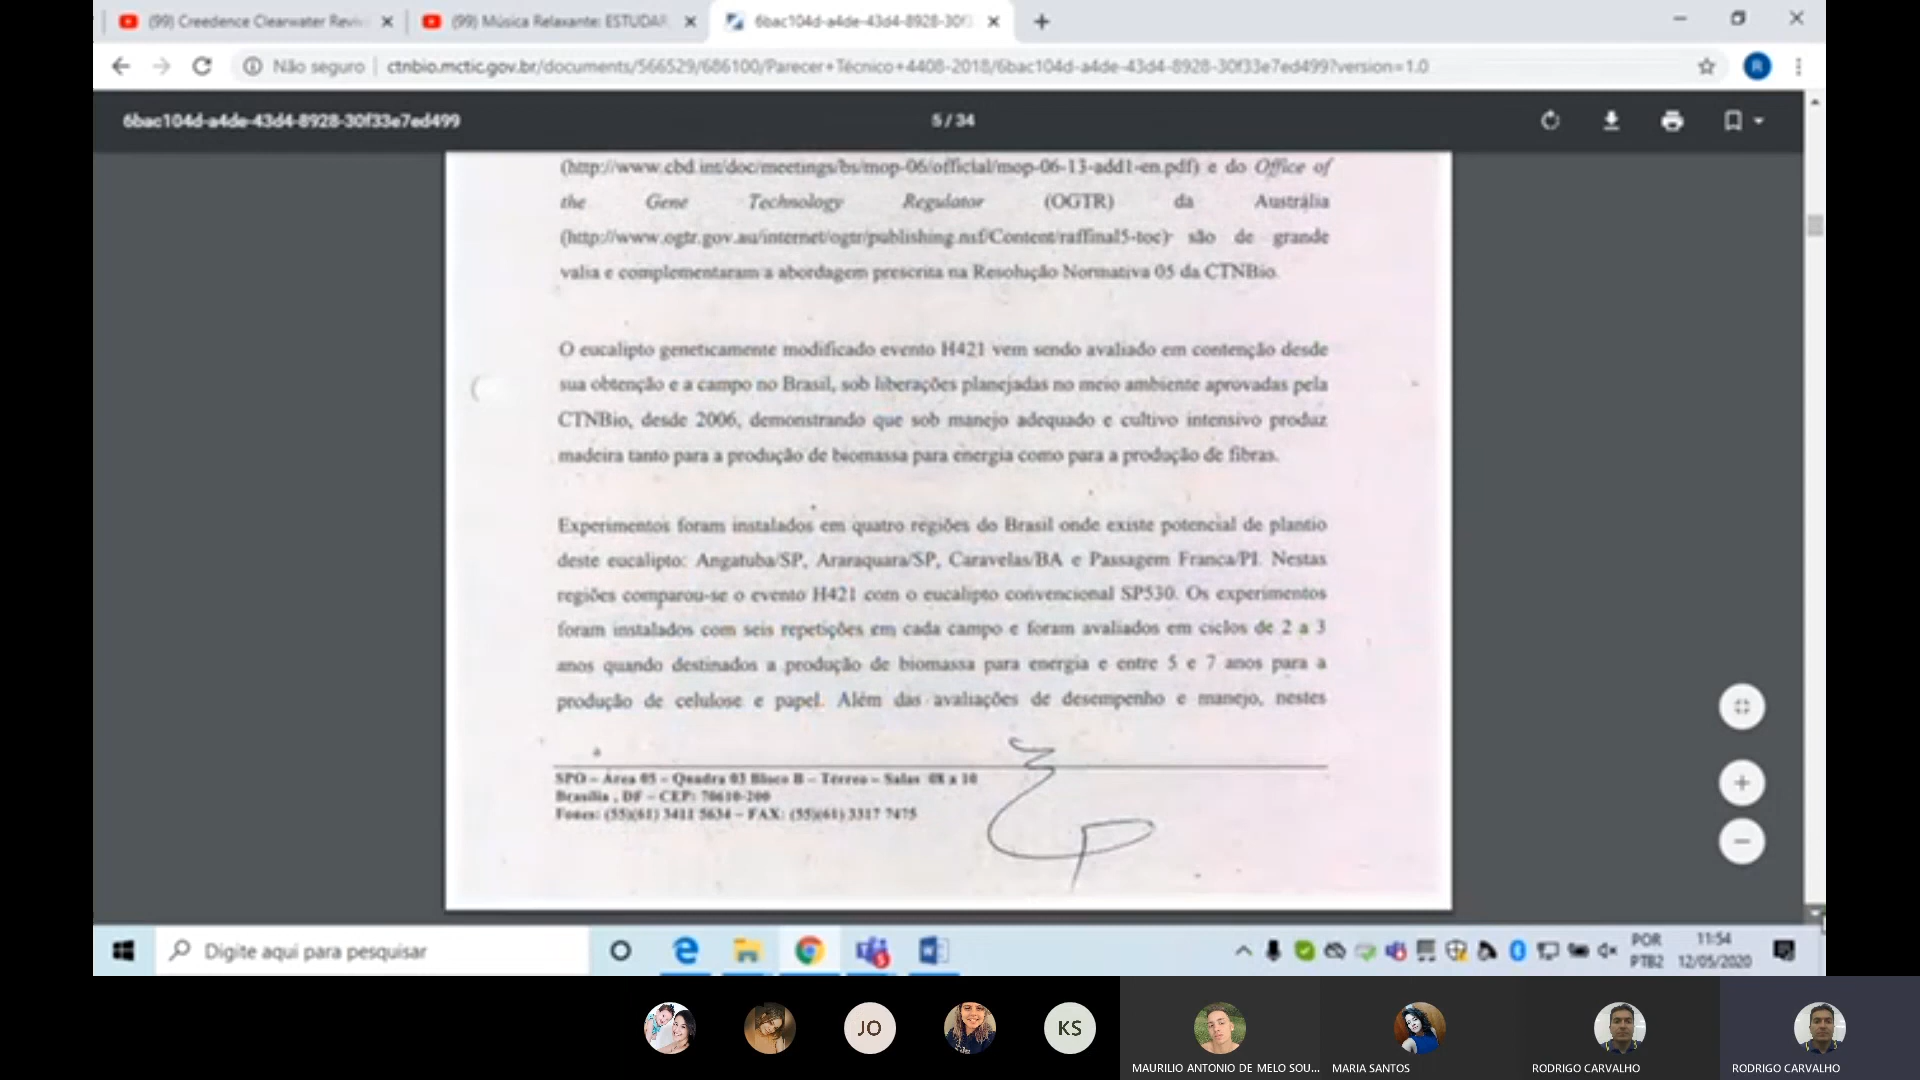 (99) Creedence Clearwater Reviv
(99) Música Relaxante: ESTUDAR
6bac104d-a4de-43d4-8928-30f3
Não seguro
ctnbio.mctic.gov.br/documents/566529/686100/Parecer+Técnico+4408-2018/6bac104d-a4de-43d4-8928-30f33e7ed499?version=1.0
R
6bac104d-a4de-43d4-8928-30f33e7ed499
5 / 34
(http://www.cbd.int/doc/meetings/bs/mop-06/official/mop-06-13-add1-en.pdf) e do Office of
the Gene Technology Regulator (OGTR) da Austrália
(http://www.ogtr.gov.au/internet/ogtr/publishing.nsf/Content/raffinal5-toc) são de grande
valia e complementaram a abordagem prescrita na Resolução Normativa 05 da CTNBio.
O eucalipto geneticamente modificado evento H421 vem sendo avaliado em contenção desde
sua obtenção e a campo no Brasil, sob liberações planejadas no meio ambiente aprovadas pela
CTNBio, desde 2006, demonstrando que sob manejo adequado e cultivo intensivo produz
madeira tanto para a produção de biomassa para energia como para a produção de fibras.
Experimentos foram instalados em quatro regiões do Brasil onde existe potencial de plantio
deste eucalipto: Angatuba/SP, Araraquara/SP, Caravelas/BA e Passagem Franca/PI. Nestas
regiões comparou-se o evento H421 com o eucalipto convencional SP530. Os experimentos
foram instalados com seis repetições em cada campo e foram avaliados em ciclos de 2 a 3
anos quando destinados a produção de biomassa para energia e entre 5 e 7 anos para a
produção de celulose e papel. Além das avaliações de desempenho e manejo, nestes
SPO – Área 05 – Quadra 03 Bloco B – Térreo – Salas 08 a 10
Brasília , DF – CEP: 70610-200
Fones: (55)(61) 3411 5634 – FAX: (55)(61) 3317 7475
Digite aqui para pesquisar
POR
PTB2
11:54
12/05/2020
JO
KS
MAURILIO ANTONIO DE MELO SOU...
MARIA SANTOS
RODRIGO CARVALHO
RODRIGO CARVALHO